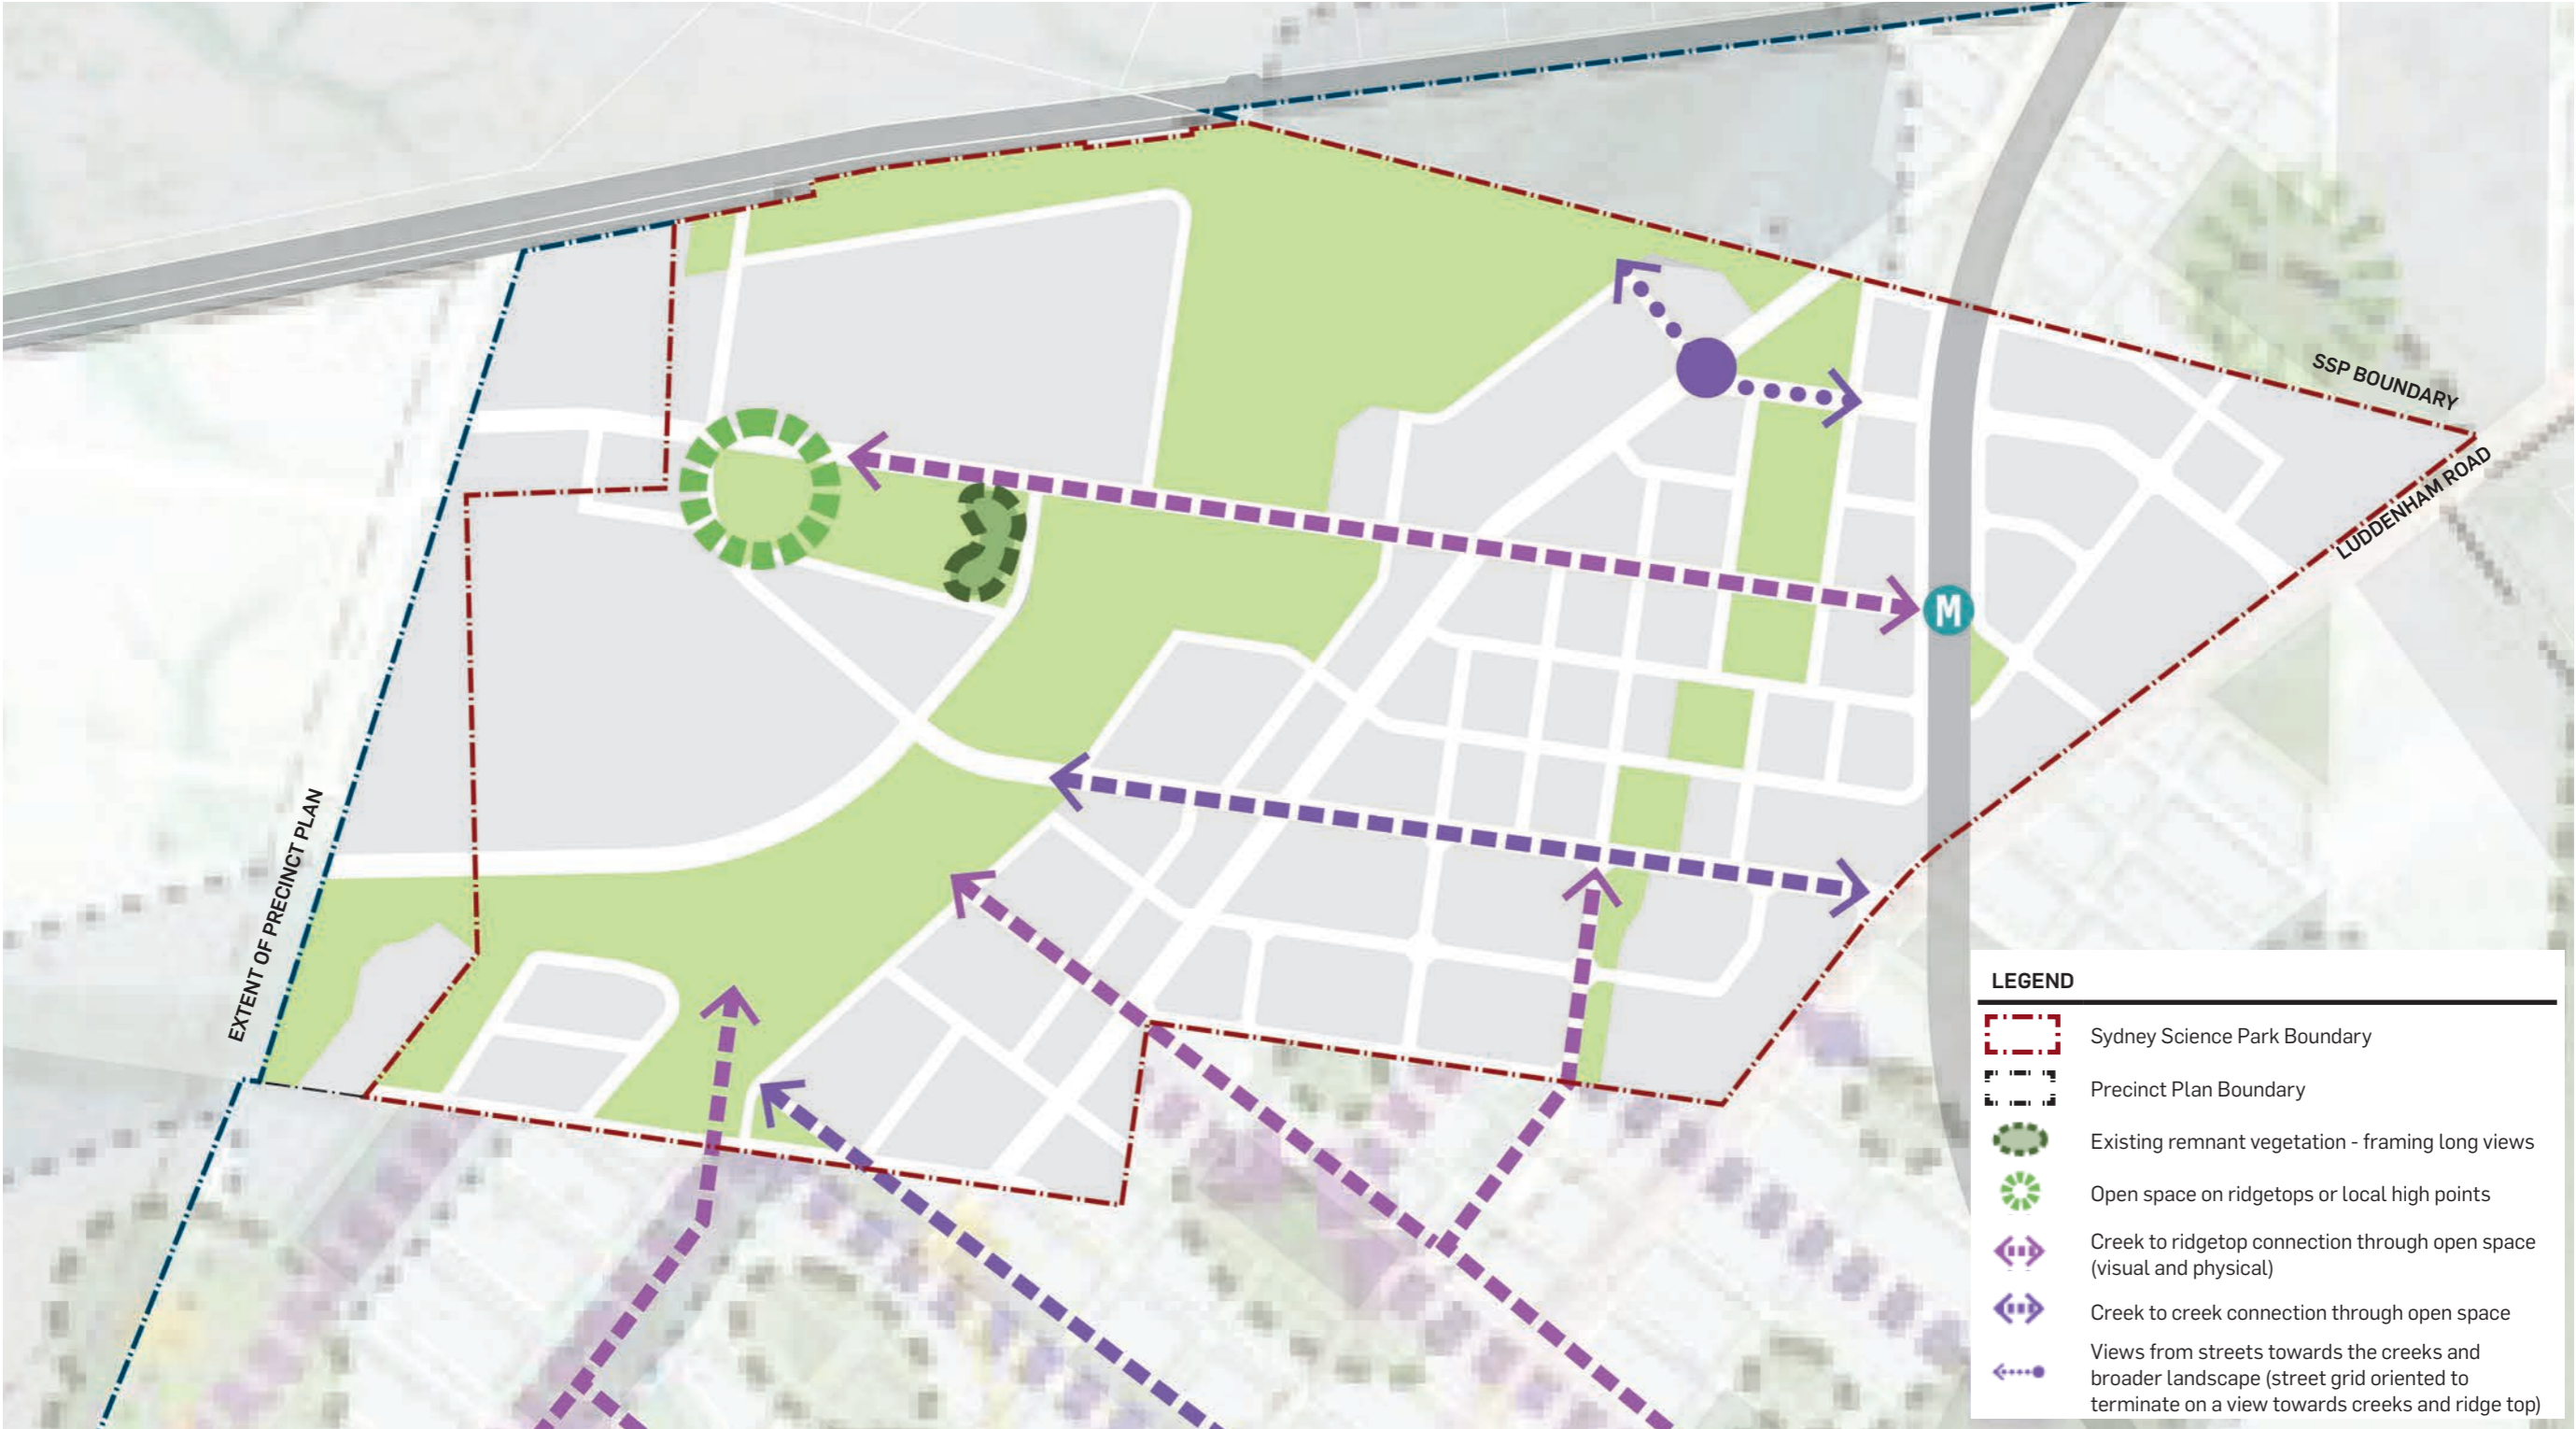 SSP BOUNDARY
LUDDENHAM ROAD
M
EXTENT OF PRECINCT PLAN
LEGEND
Sydney Science Park Boundary
Precinct Plan Boundary
Existing remnant vegetation - framing long views
Open space on ridgetops or local high points
Creek to ridgetop connection through open space
(visual and physical)
Creek to creek connection through open space
Views from streets towards the creeks and
broader landscape (street grid oriented to
terminate on a view towards creeks and ridge top)